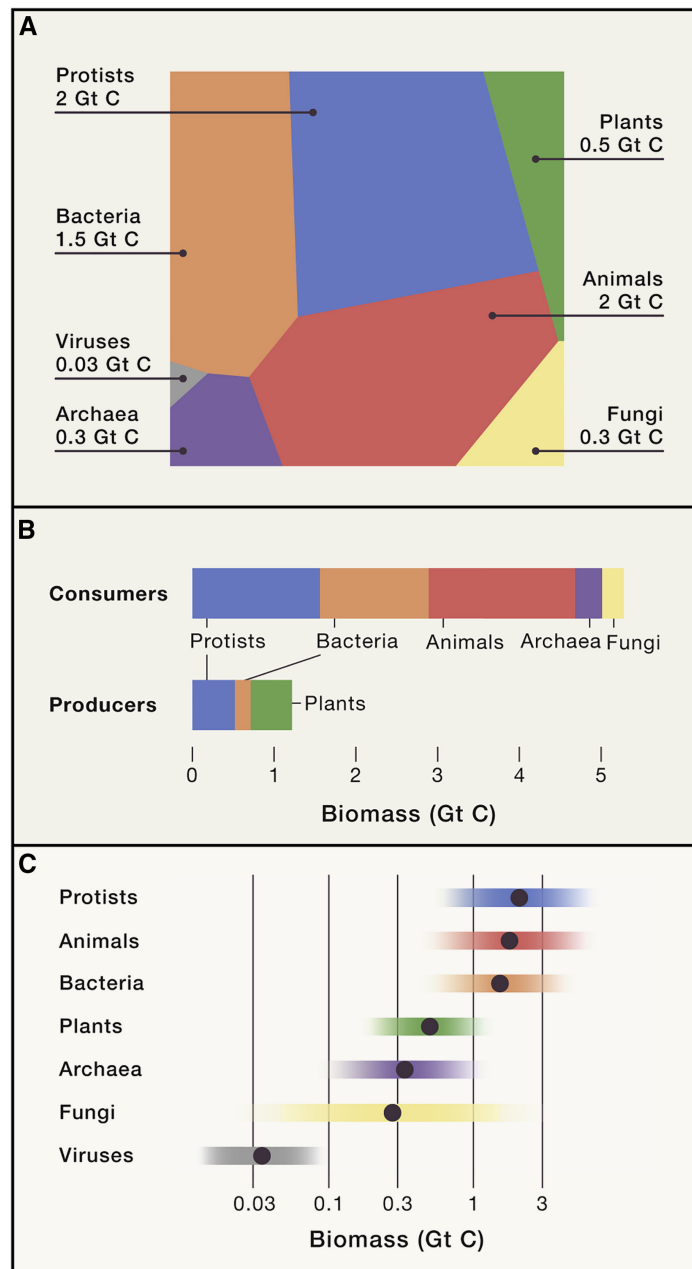 A
Protists
2 Gt C
Plants
0.5 Gt C
Bacteria
1.5 Gt C
Animals
2 Gt C
Viruses
0.03 Gt C
Archaea
0.3 Gt C
Fungi
0.3 Gt C
B
Consumers
Protists Bacteria Animals Archaea Fungi
Producers
Plants
0 1 2 3 4 5
Biomass (Gt C)
C
Protists
Animals
Bacteria
Plants
Archaea
Fungi
Viruses
0.03 0.1 0.3 1 3
Biomass (Gt C)